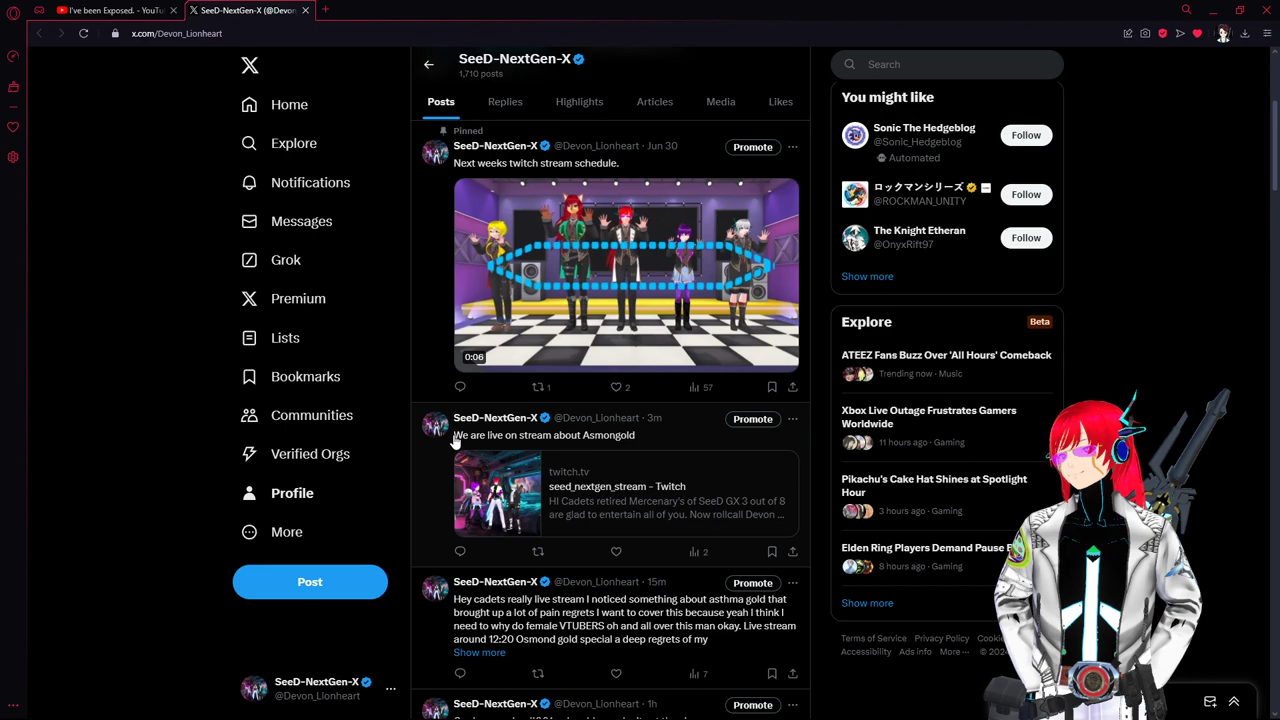 I've been Exposed. - YouTu
SeeD-NextGen-X (@Devon_
x.com/Devon_Lionheart
Home
Explore
Notifications
Messages
Grok
Premium
Lists
Bookmarks
Communities
Verified Orgs
Profile
More
Post
SeeD-NextGen-X
@Devon_Lionheart
SeeD-NextGen-X
1,710 posts
Posts
Replies
Highlights
Articles
Media
Likes
Pinned
SeeD-NextGen-X @Devon_Lionheart · Jun 30
Promote
Next weeks twitch stream schedule.
0:06
1
2
57
SeeD-NextGen-X @Devon_Lionheart · 3m
Promote
We are live on stream about Asmongold
twitch.tv
seed_nextgen_stream - Twitch
HI Cadets retired Mercenary's of SeeD GX 3 out of 8
are glad to entertain all of you. Now rollcall Devon ...
2
SeeD-NextGen-X @Devon_Lionheart · 15m
Promote
Hey cadets really live stream I noticed something about asthma gold that
brought up a lot of pain regrets I want to cover this because yeah I think I
need to why do female VTUBERS oh and all over this man okay. Live stream
around 12:20 Osmond gold special a deep regrets of my
Show more
7
SeeD-NextGen-X @Devon_Lionheart · 1h
Promote
Search
You might like
Sonic The Hedgeblog
@Sonic_Hedgeblog
Automated
Follow
ロックマンシリーズ
@ROCKMAN_UNITY
Follow
The Knight Etheran
@OnyxRift97
Follow
Show more
Explore
Beta
ATEEZ Fans Buzz Over 'All Hours' Comeback
Trending now · Music
Xbox Live Outage Frustrates Gamers
Worldwide
11 hours ago · Gaming
Pikachu's Cake Hat Shines at Spotlight
Hour
3 hours ago · Gaming
Elden Ring Players Demand Pause
8 hours ago · Gaming
Show more
Terms of Service Privacy Policy
Accessibility Ads info More ··· ©